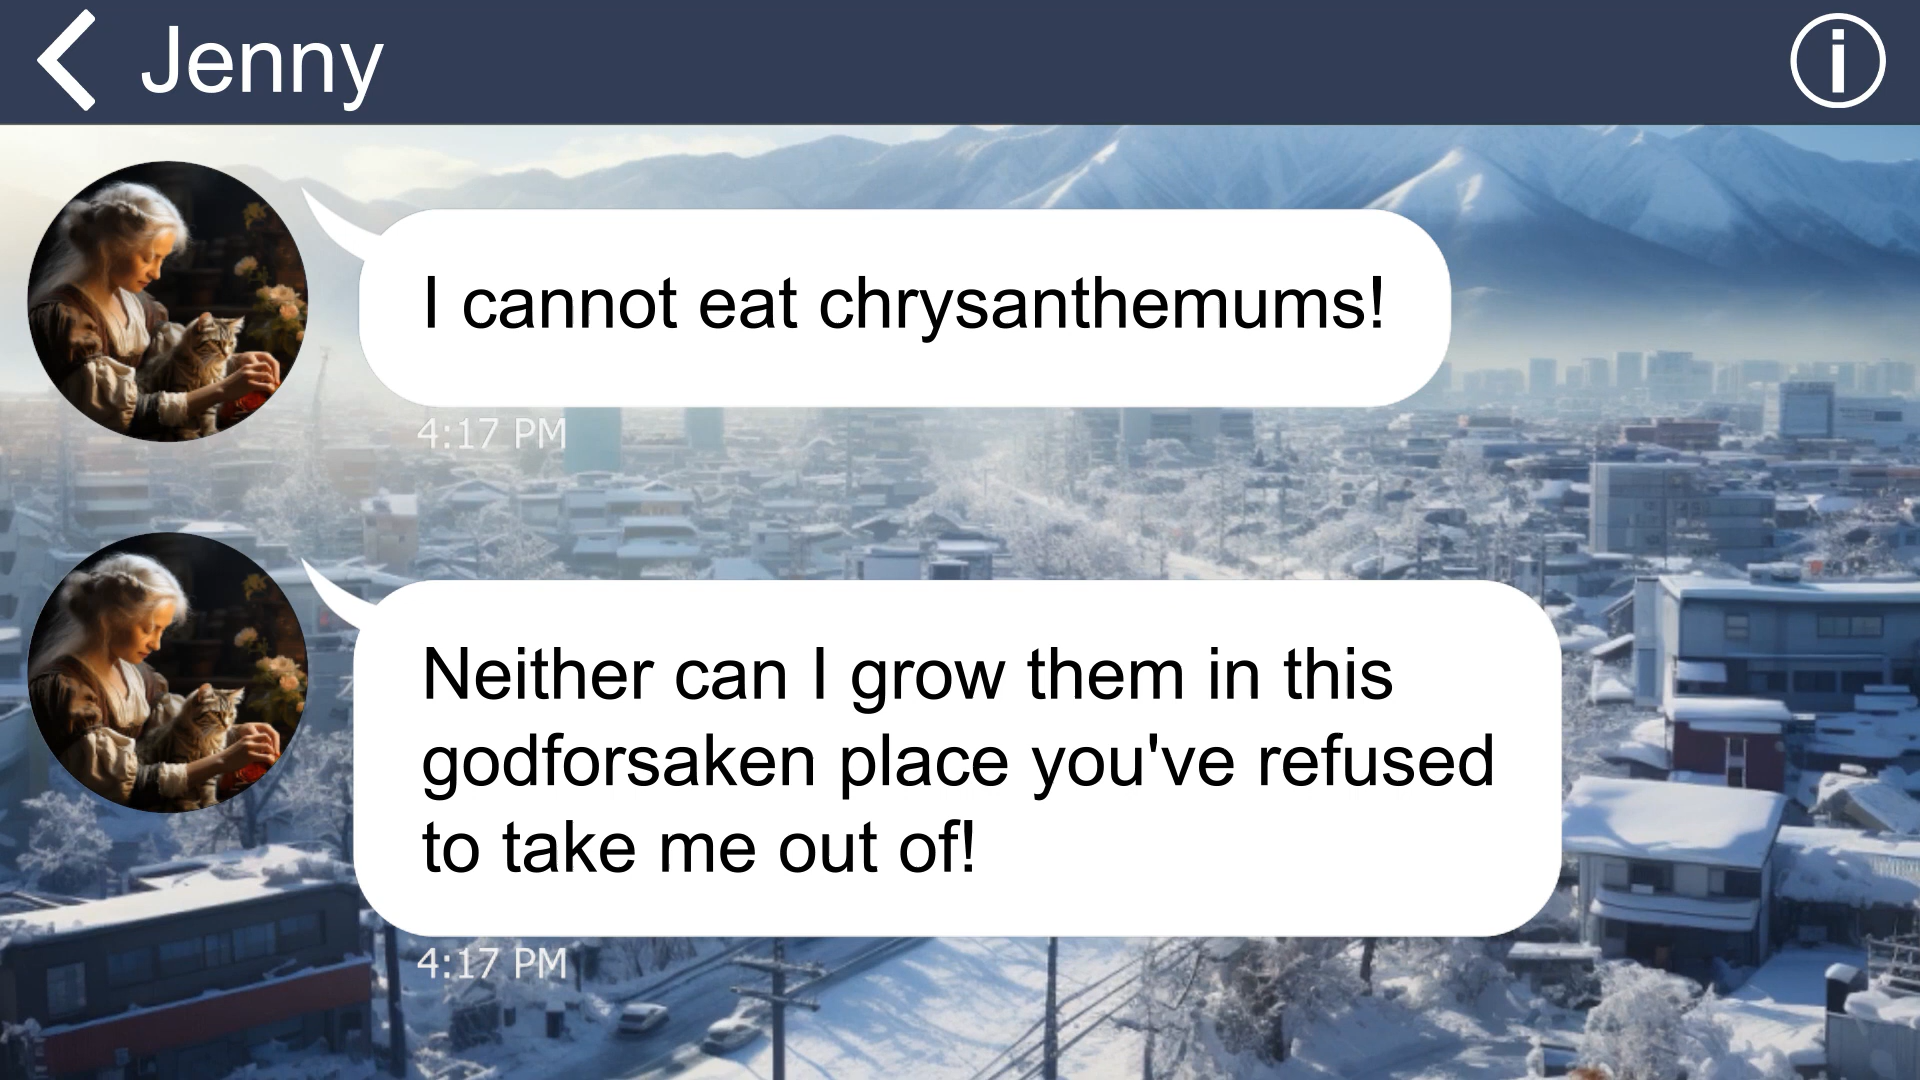 Jenny
I cannot eat chrysanthemums!
4:17 PM
Neither can I grow them in this
godforsaken place you've refused
to take me out of!
4:17 PM